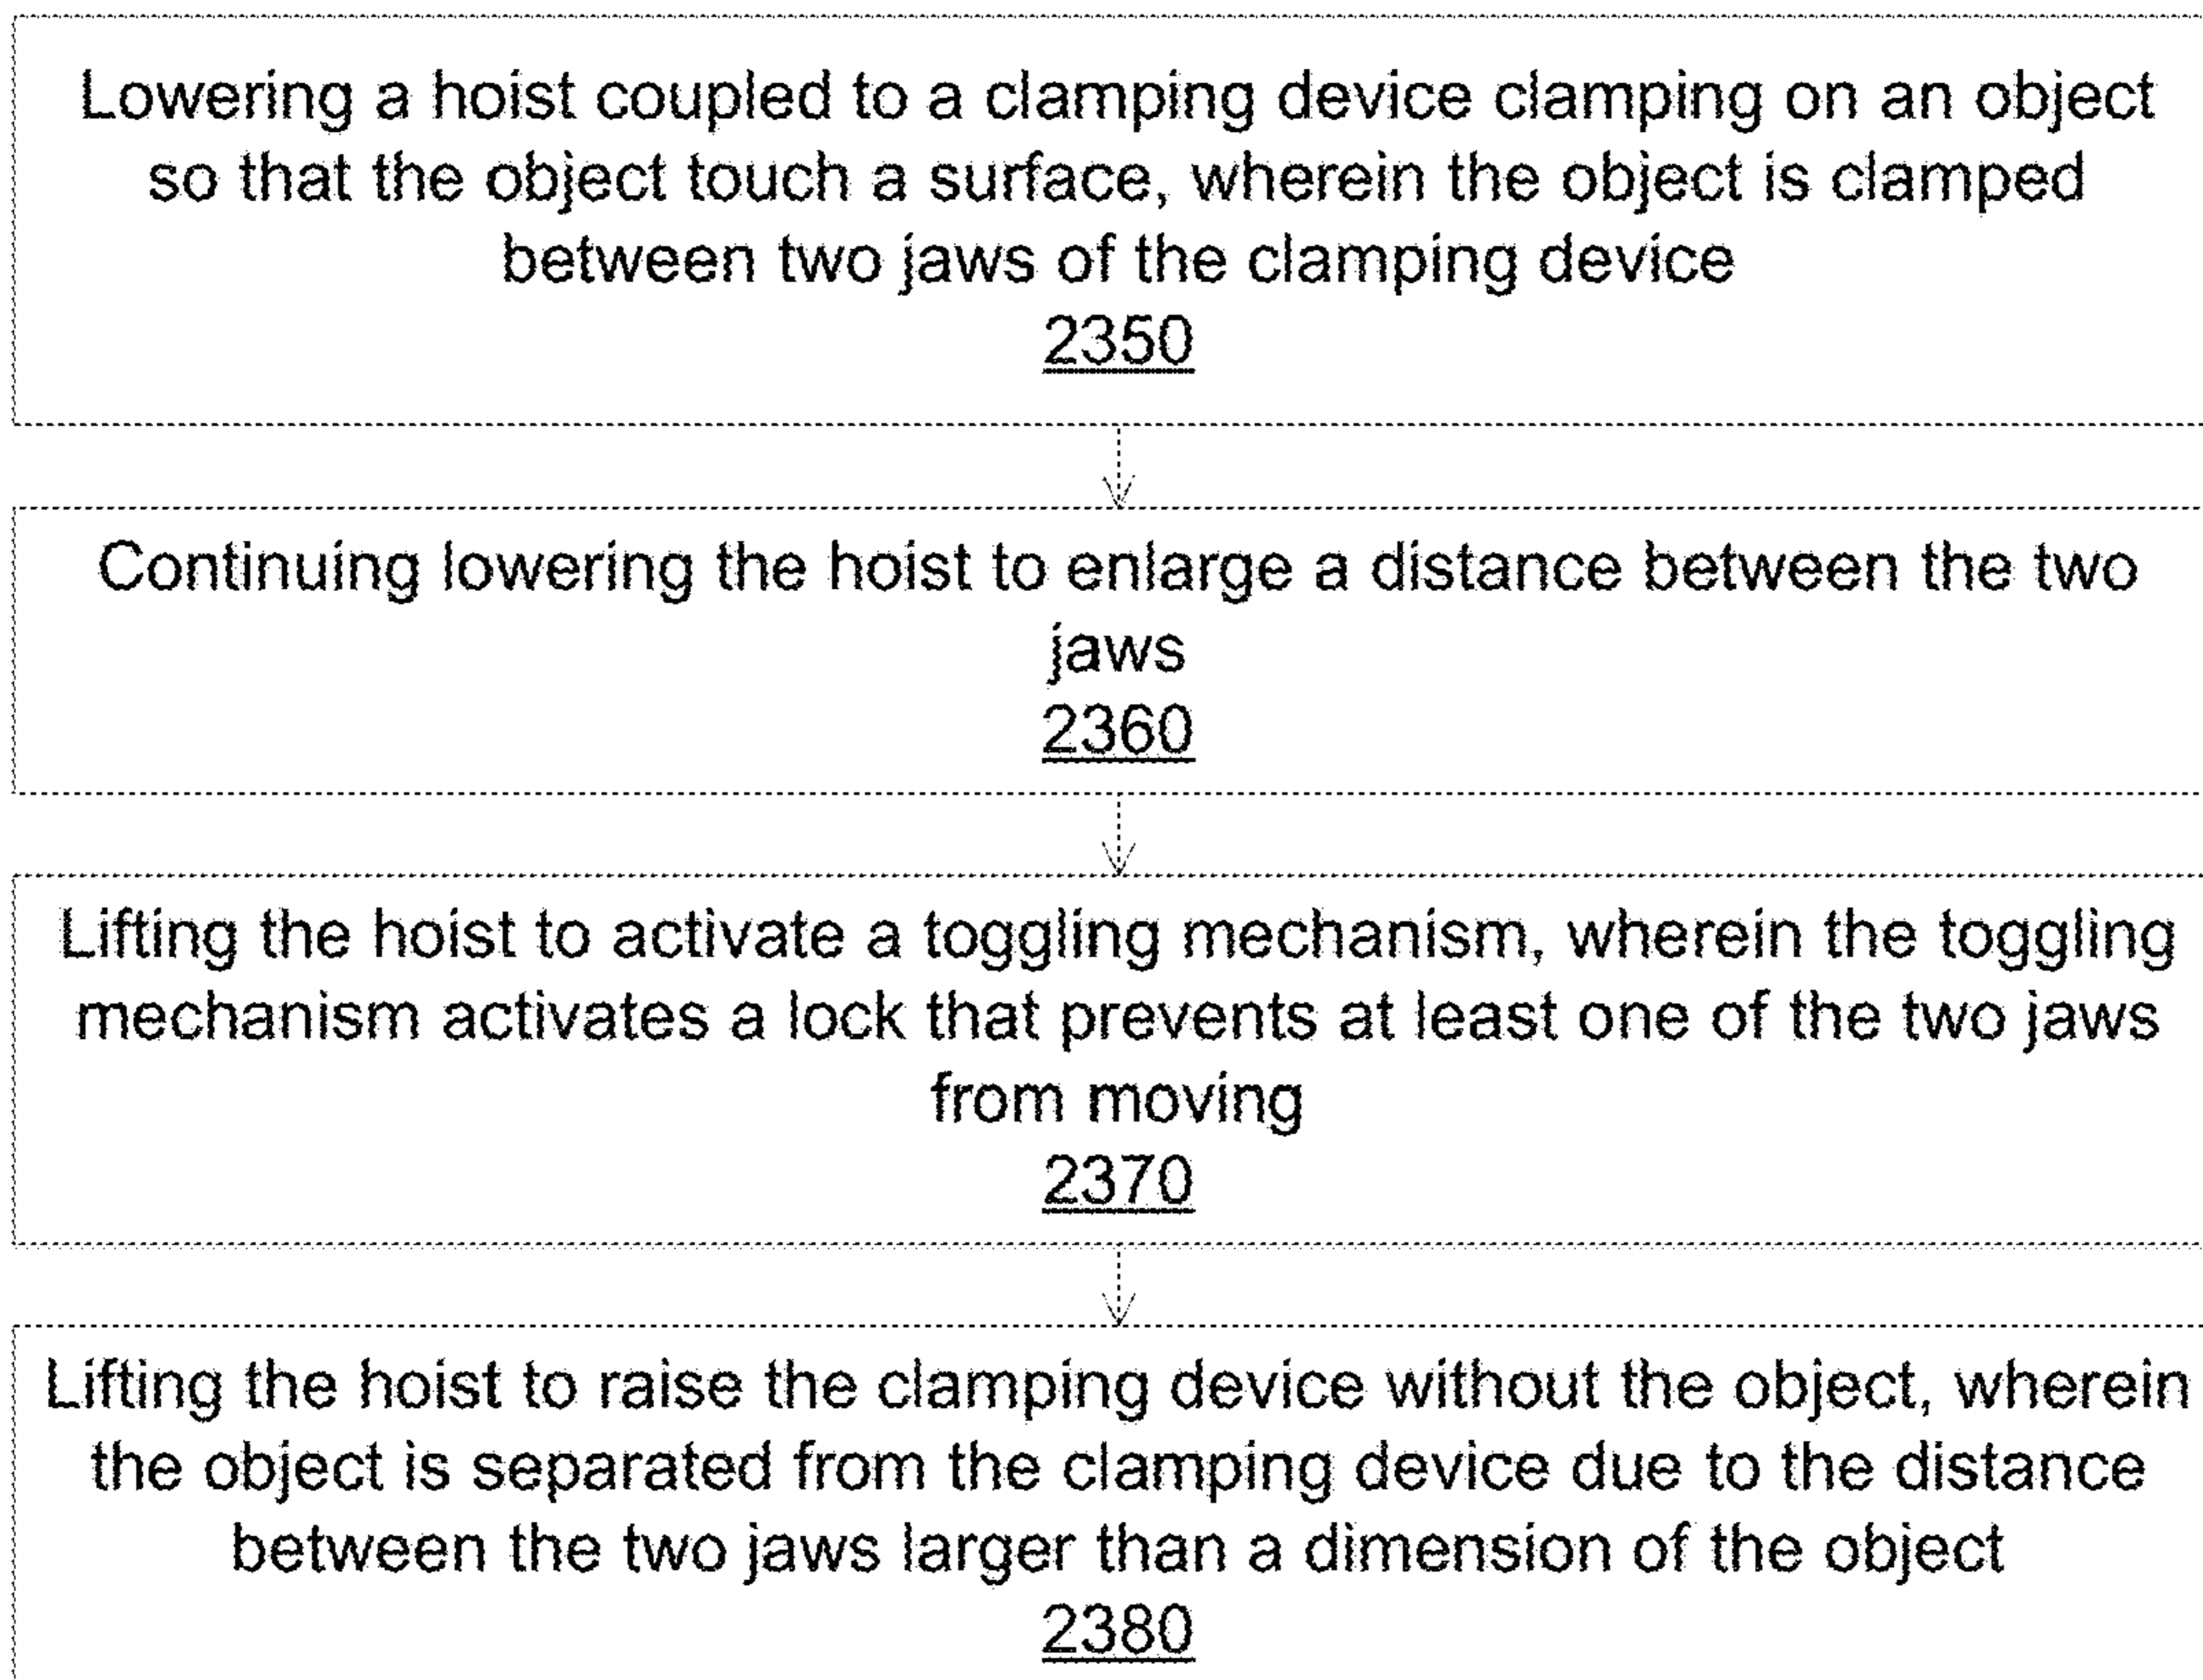 Lowering a hoist coupled to a clamping device clamping on an object
so that the object touch a surface, wherein the object is clamped
between two jaws of the clamping device
2350
Continuing lowering the hoist to enlarge a distance between the two
jaws
2360
Lifting the hoist to activate a toggling mechanism, wherein the toggling
mechanism activates a lock that prevents at least one of the two jaws
from moving
2370
Lifting the hoist to raise the clamping device without the object, wherein
the object is separated from the clamping device due to the distance
between the two jaws larger than a dimension of the object
2380